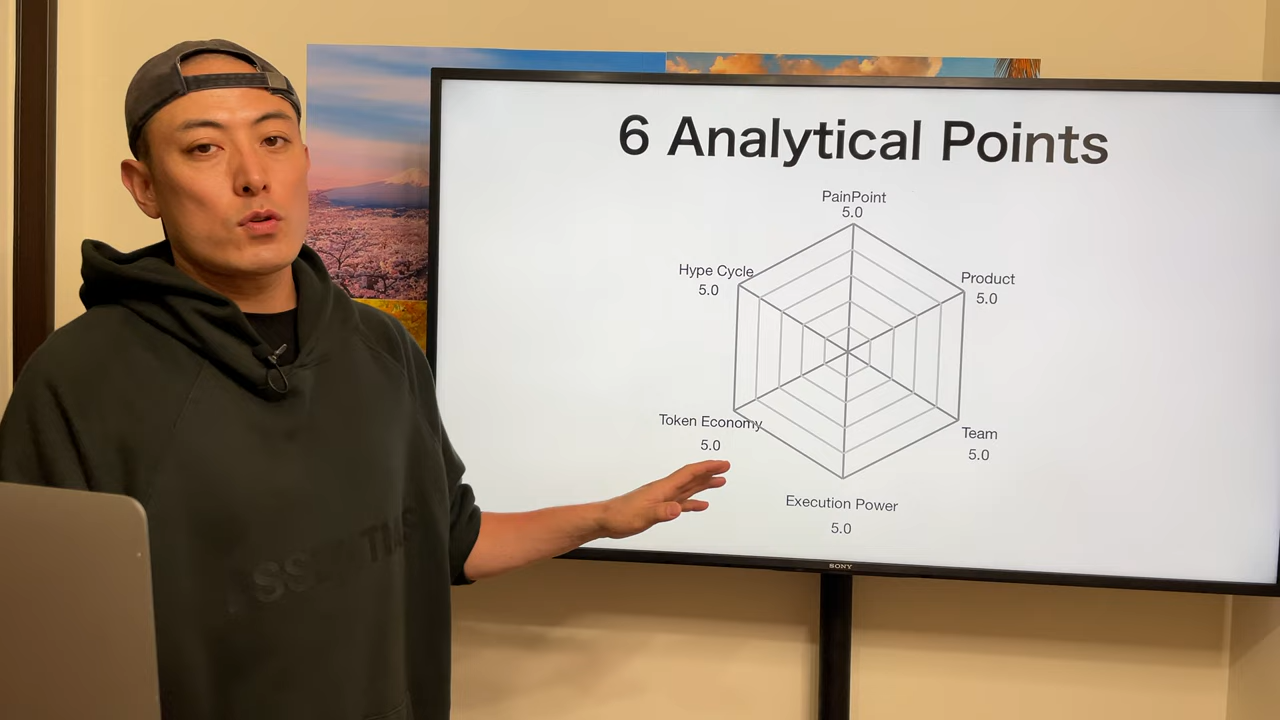 6 Analytical Points
PainPoint
5.0
Hype Cycle
5.0
Product
5.0
Token Economy
5.0
Team
5.0
Execution Power
5.0
SONY